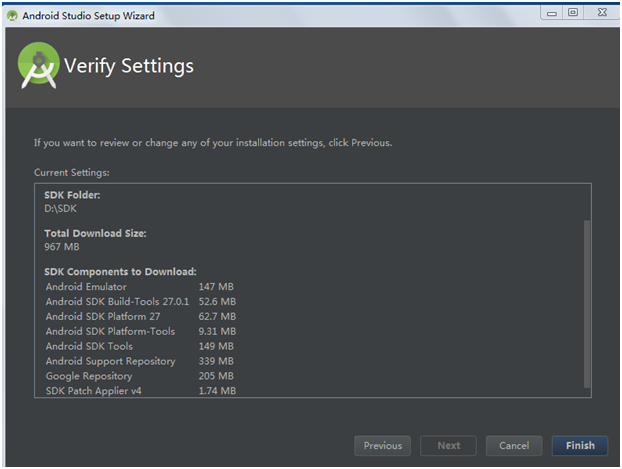 Android Studio Setup Wizard
Verify Settings
If you want to review or change any of your installation settings, click Previous.
Current Settings:
SDK Folder:
D:\SDK
Total Download Size:
967 MB
SDK Components to Download:
Android Emulator 147 MB
Android SDK Build-Tools 27.0.1 52.6 MB
Android SDK Platform 27 62.7 MB
Android SDK Platform-Tools 9.31 MB
Android SDK Tools 149 MB
Android Support Repository 339 MB
Google Repository 205 MB
SDK Patch Applier v4 1.74 MB
Previous Next Cancel Finish